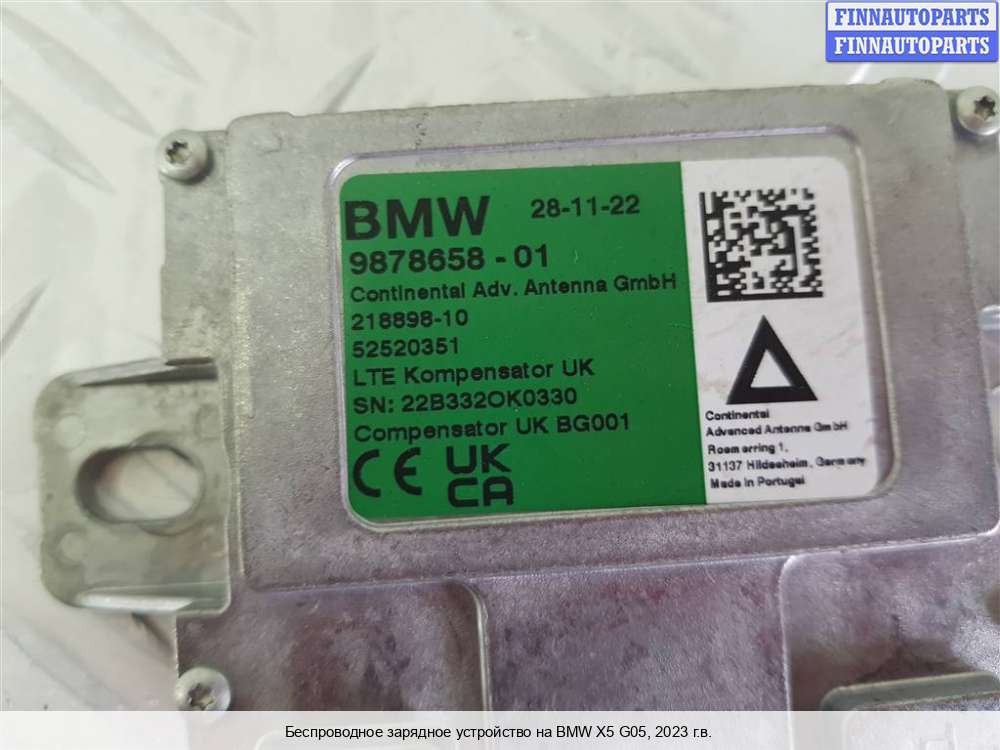 FINNAUTOPARTS
FINNAUTOPARTS
BMW 28-11-22
9878658 - 01
Continental Adv. Antenna GmbH
218898-10
52520351
LTE Kompensator UK
SN: 22B332OK0330
Compensator UK BG001
CE UK CA
Continental
Advanced Antenna GmbH
Rosmerring 1,
31137 Hildesheim, Germany
Made in Portugal
Беспроводное зарядное устройство на BMW X5 G05, 2023 г.в.